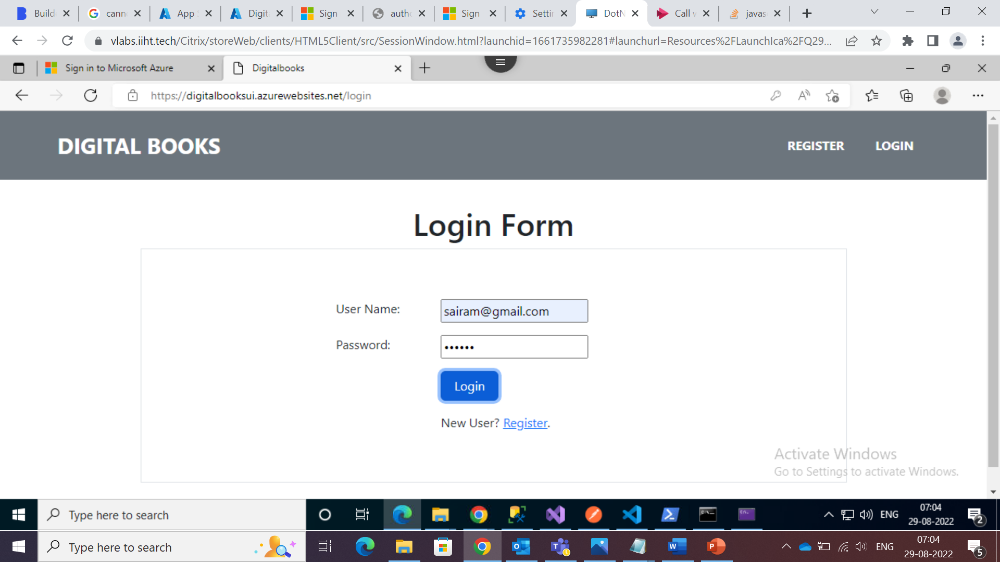 Build
cann
App
Digit
Sign
auth
Sign
Settin
DotN
Call
javas
vlabs.iiht.tech/Citrix/storeWeb/clients/HTML5Client/src/SessionWindow.html?launchid=1661735982281#launchurl=Resources%2FLaunchIca%2FQ29...
Sign in to Microsoft Azure
Digitalbooks
https://digitalbooksui.azurewebsites.net/login
DIGITAL BOOKS
REGISTER
LOGIN
Login Form
User Name:
sairam@gmail.com
Password:
••••••
Login
New User? Register.
Activate Windows
Go to Settings to activate Windows.
Type here to search
ENG
07:04
29-08-2022
2
Type here to search
ENG
07:04
29-08-2022
5